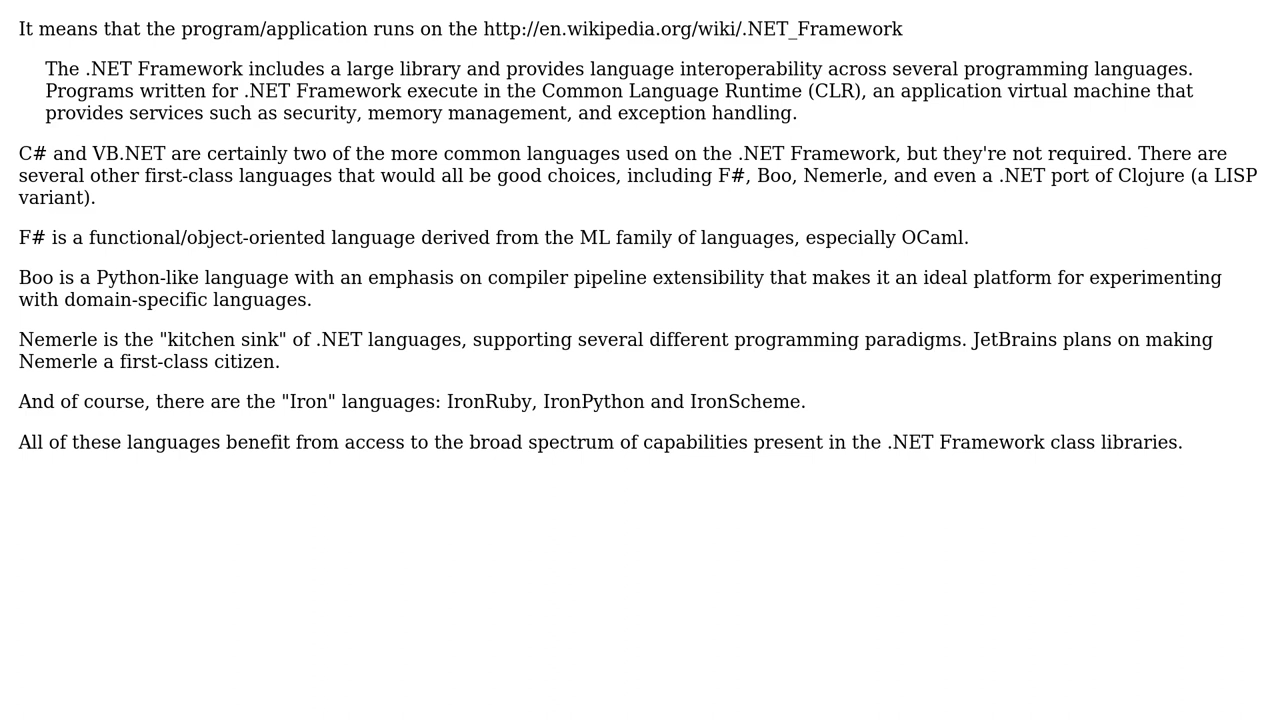 It means that the program/application runs on the http://en.wikipedia.org/wiki/.NET_Framework
The .NET Framework includes a large library and provides language interoperability across several programming languages.
Programs written for .NET Framework execute in the Common Language Runtime (CLR), an application virtual machine that
provides services such as security, memory management, and exception handling.
C# and VB.NET are certainly two of the more common languages used on the .NET Framework, but they're not required. There are
several other first-class languages that would all be good choices, including F#, Boo, Nemerle, and even a .NET port of Clojure (a LISP
variant).
F# is a functional/object-oriented language derived from the ML family of languages, especially OCaml.
Boo is a Python-like language with an emphasis on compiler pipeline extensibility that makes it an ideal platform for experimenting
with domain-specific languages.
Nemerle is the "kitchen sink" of .NET languages, supporting several different programming paradigms. JetBrains plans on making
Nemerle a first-class citizen.
And of course, there are the "Iron" languages: IronRuby, IronPython and IronScheme.
All of these languages benefit from access to the broad spectrum of capabilities present in the .NET Framework class libraries.